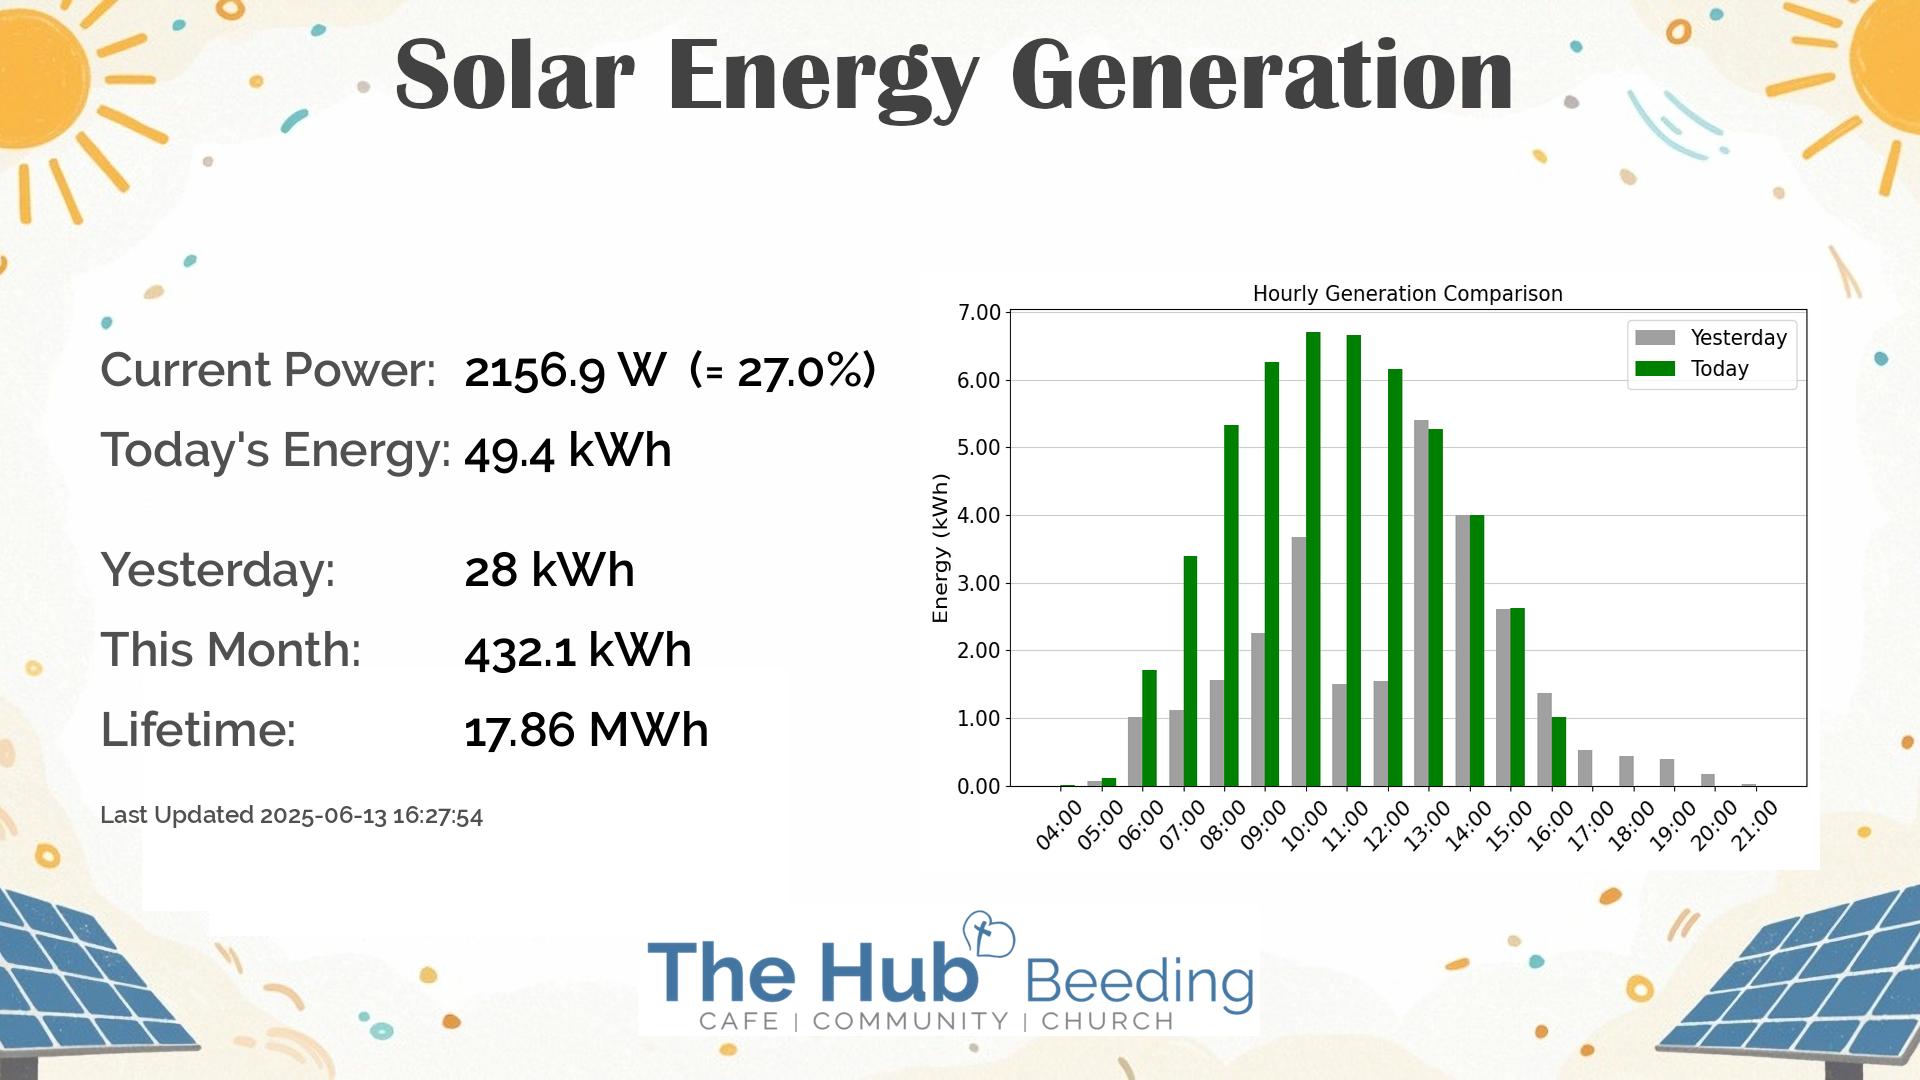 Solar Energy Generation
Current Power: 2156.9 W (= 27.0%)
Today's Energy: 49.4 kWh
Yesterday: 28 kWh
This Month: 432.1 kWh
Lifetime: 17.86 MWh
Last Updated 2025-06-13 16:27:54
Hourly Generation Comparison
7.00
6.00
5.00
4.00
3.00
2.00
1.00
0.00
Energy (kWh)
Yesterday
Today
04:00 05:00 06:00 07:00 08:00 09:00 10:00 11:00 12:00 13:00 14:00 15:00 16:00 17:00 18:00 19:00 20:00 21:00
The Hub Beeding
CAFE | COMMUNITY | CHURCH